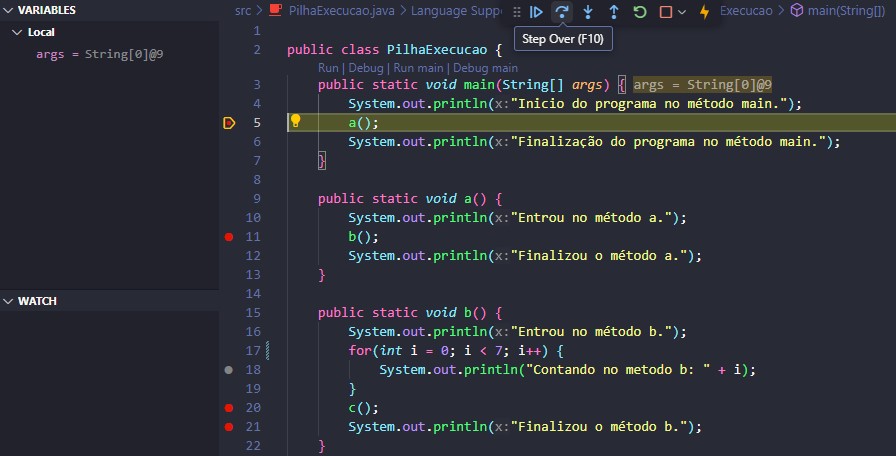 VARIABLES
Local
args = String[0]@9
WATCH
src > PilhaExecucao.java > Language Supp
Execucao > main(String[])
Step Over (F10)
1
2 public class PilhaExecucao {
Run | Debug | Run main | Debug main
3 public static void main(String[] args) { args = String[0]@9
4 System.out.println(x:"Inicio do programa no método main.");
5 a();
6 System.out.println(x:"Finalização do programa no método main.");
7 }
8
9 public static void a() {
10 System.out.println(x:"Entrou no método a.");
11 b();
12 System.out.println(x:"Finalizou o método a.");
13 }
14
15 public static void b() {
16 System.out.println(x:"Entrou no método b.");
17 for(int i = 0; i < 7; i++) {
18 System.out.println("Contando no metodo b: " + i);
19 }
20 c();
21 System.out.println(x:"Finalizou o método b.");
22 }